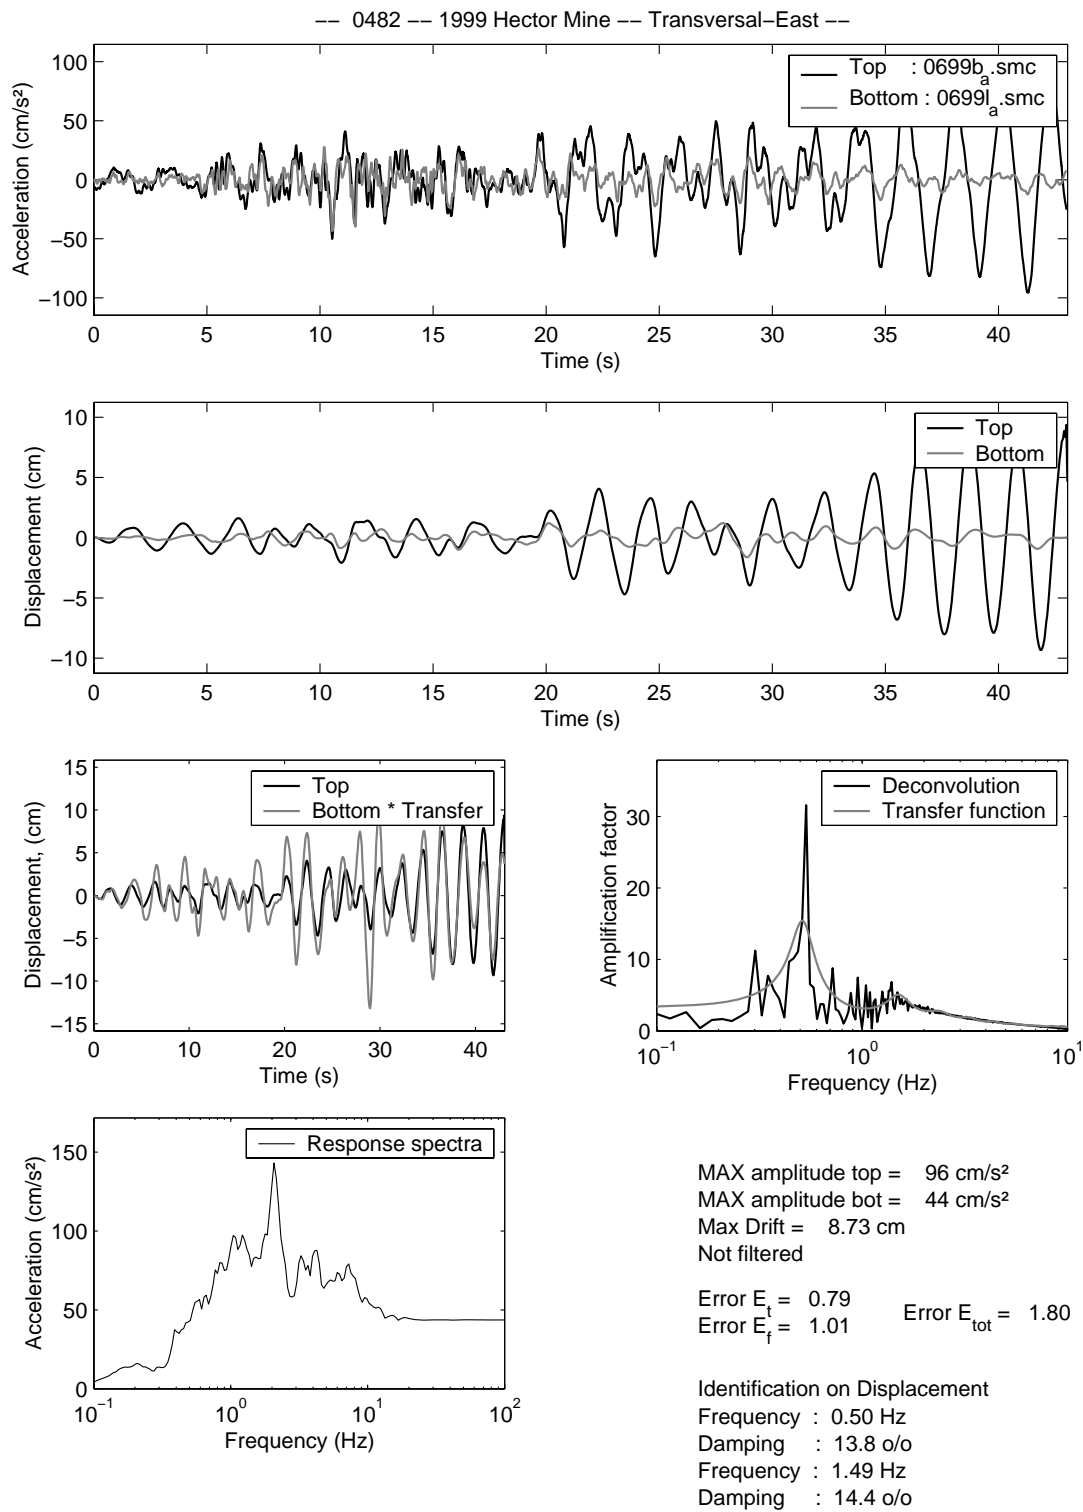 −− 0482 −− 1999 Hector Mine −− Transversal−East −−
100
50
0
−50
−100
Acceleration (cm/s²)
Top : 0699b_a.smc
Bottom : 0699l_a.smc
0 5 10 15 20 25 30 35 40
Time (s)
10
5
0
−5
−10
Displacement (cm)
Top
Bottom
0 5 10 15 20 25 30 35 40
Time (s)
15
10
5
0
−5
−10
−15
Displacement, (cm)
Top
Bottom * Transfer
0 10 20 30 40
Time (s)
30
20
10
0
Amplification factor
Deconvolution
Transfer function
10^−1 10^0 10^1
Frequency (Hz)
150
100
50
0
Acceleration (cm/s²)
Response spectra
10^−1 10^0 10^1 10^2
Frequency (Hz)
MAX amplitude top = 96 cm/s²
MAX amplitude bot = 44 cm/s²
Max Drift = 8.73 cm
Not filtered
Error E_t = 0.79
Error E_f = 1.01
Error E_tot = 1.80
Identification on Displacement
Frequency : 0.50 Hz
Damping : 13.8 o/o
Frequency : 1.49 Hz
Damping : 14.4 o/o